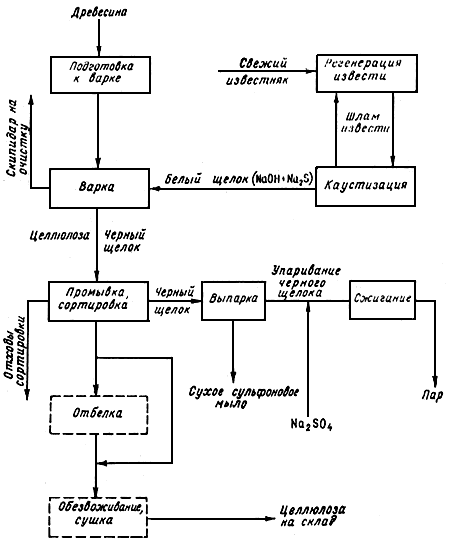 Древесина
Подготовка
к варке
Свежий
известняк
Регенерация
извести
Шлам
извести
Скипидар на
очистку
Варка
Белый щелок (NaOH+Na2S)
Каустизация
Целлюлоза
Черный
щелок
Промывка,
сортировка
Черный
щелок
Выпарка
Упаривание
черного
щелока
Сжигание
Отходы
сортировки
Сухое сульфоновое
мыло
Na2SO4
Пар
Отбелка
Обезвоживание,
сушка
Целлюлоза
на склад